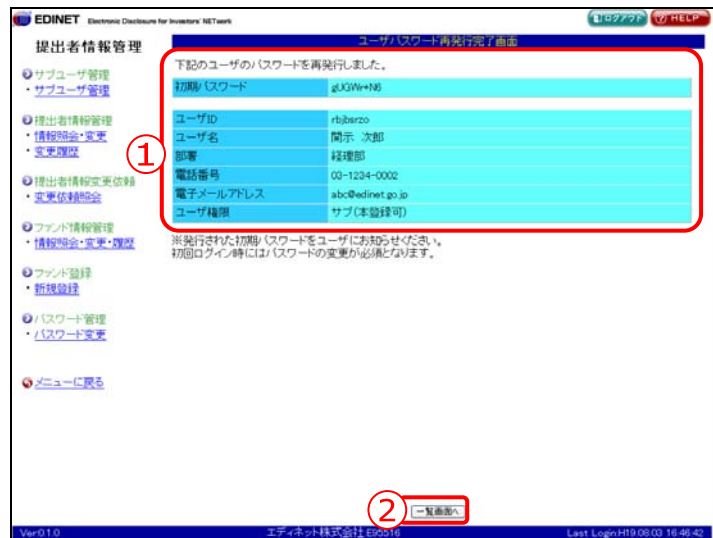 EDINET Electronic Disclosure for Investors' NETwork
ログアウト
HELP
提出者情報管理
ユーザパスワード再発行完了画面
下記のユーザのパスワードを再発行しました。
初期パスワード gUGWr+N6
ユーザID rbjbsrzo
ユーザ名 開示 次郎
部署 経理部
電話番号 03-1234-0002
電子メールアドレス abc@edinet.go.jp
ユーザ権限 サブ(本登録可)
①
※発行された初期パスワードをユーザにお知らせください。
初回ログイン時にはパスワードの変更が必須となります。
サブユーザ管理
・サブユーザ管理
提出者情報管理
・情報照会・変更
・変更履歴
提出者情報変更依頼
・変更依頼照会
ファンド情報管理
・情報照会・変更・履歴
ファンド登録
・新規登録
パスワード管理
・パスワード変更
メニューに戻る
②
一覧画面へ
Ver.0.1.0
エディネット株式会社 E95516
Last Login:H19.08.03 16:46:42